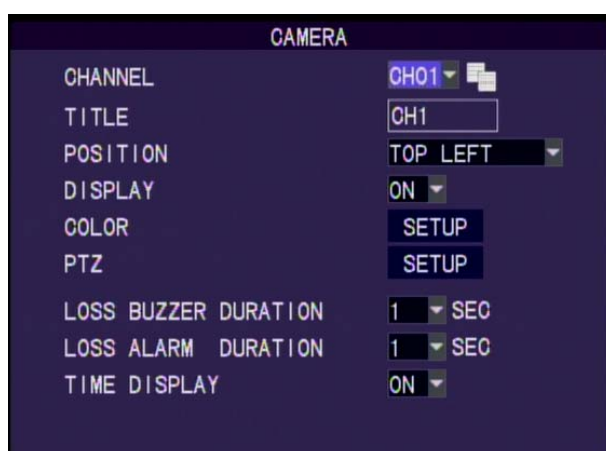 CAMERA
CHANNEL CH01
TITLE CH1
POSITION TOP LEFT
DISPLAY ON
COLOR SETUP
PTZ SETUP
LOSS BUZZER DURATION 1 SEC
LOSS ALARM DURATION 1 SEC
TIME DISPLAY ON